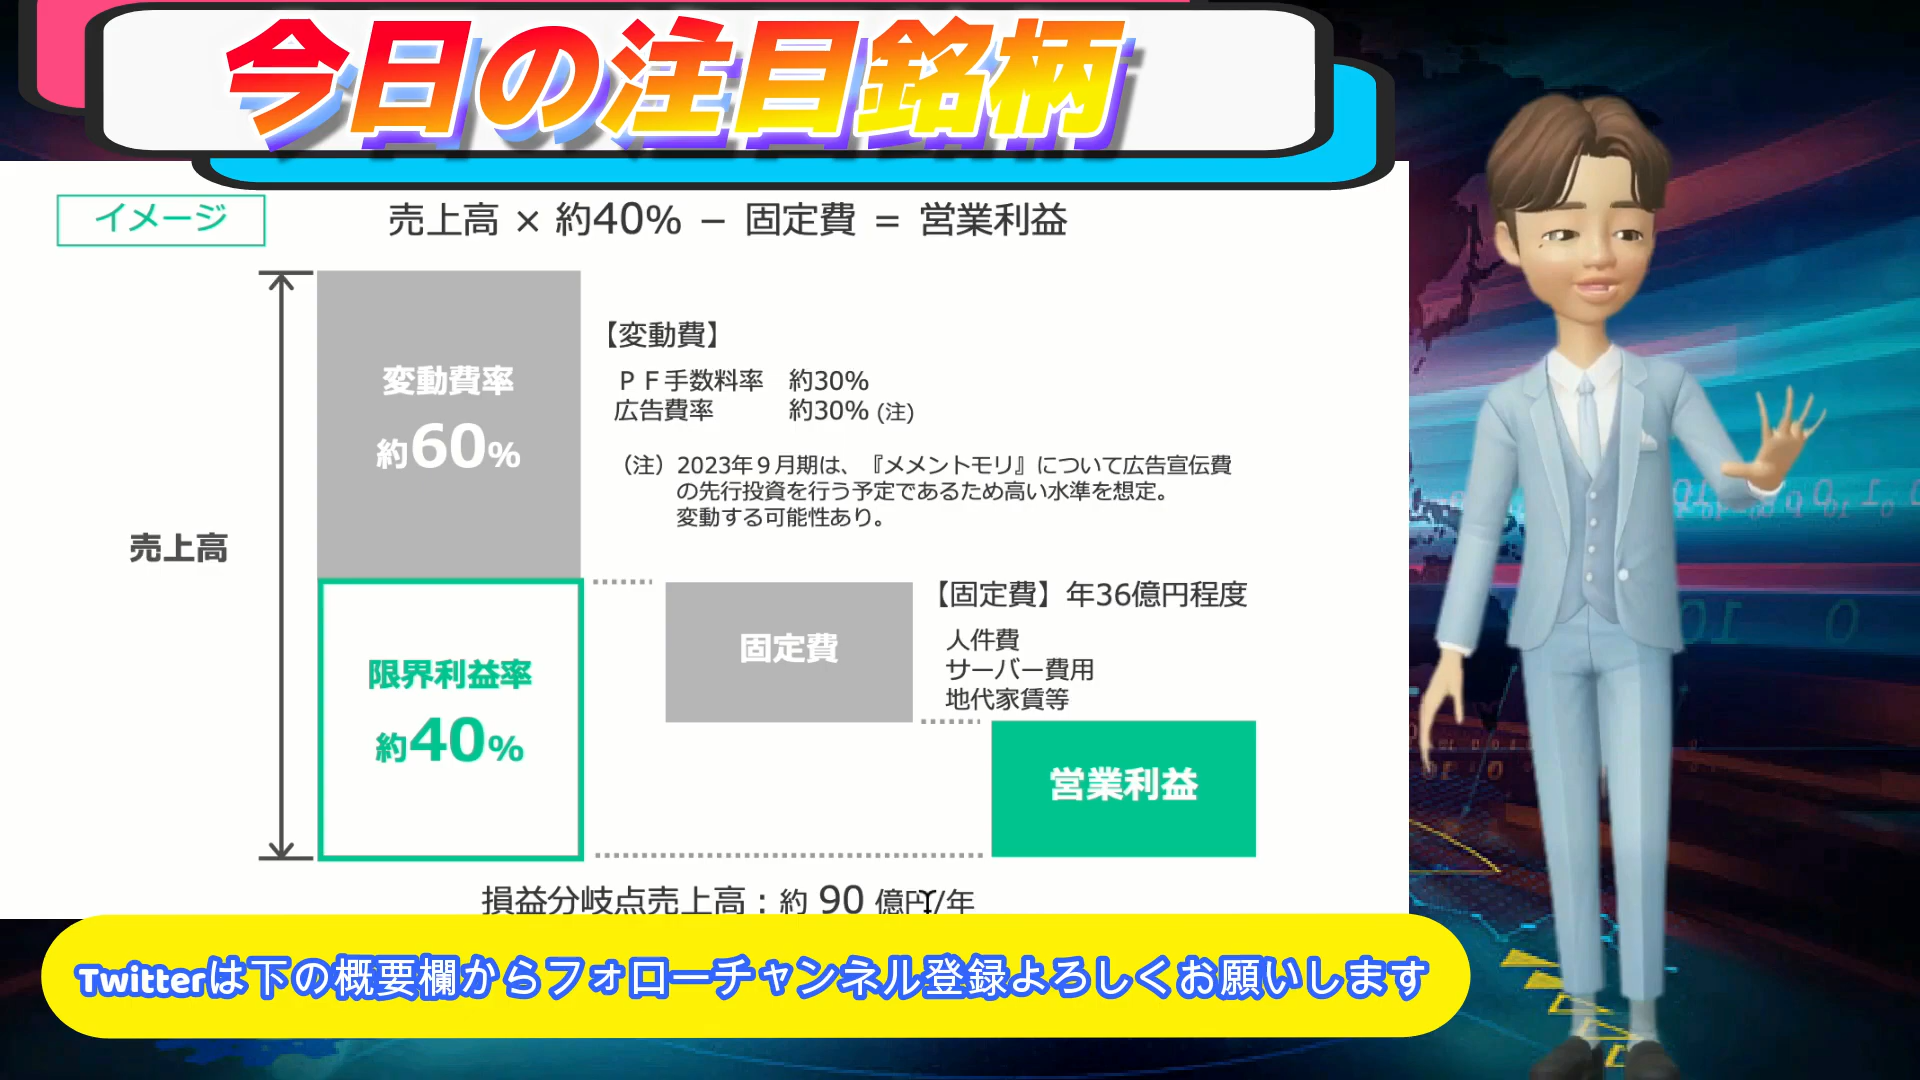 今日の注目銘柄
イメージ
売上高 × 約40% − 固定費 = 営業利益
変動費率
約60%
【変動費】
ＰＦ手数料率 約30%
広告費率 約30% (注)
（注）2023年９月期は、『メメントモリ』について広告宣伝費
の先行投資を行う予定であるため高い水準を想定。
変動する可能性あり。
売上高
限界利益率
約40%
固定費
【固定費】年36億円程度
人件費
サーバー費用
地代家賃等
営業利益
損益分岐点売上高：約 90 億円/年
Twitterは下の概要欄からフォローチャンネル登録よろしくお願いします